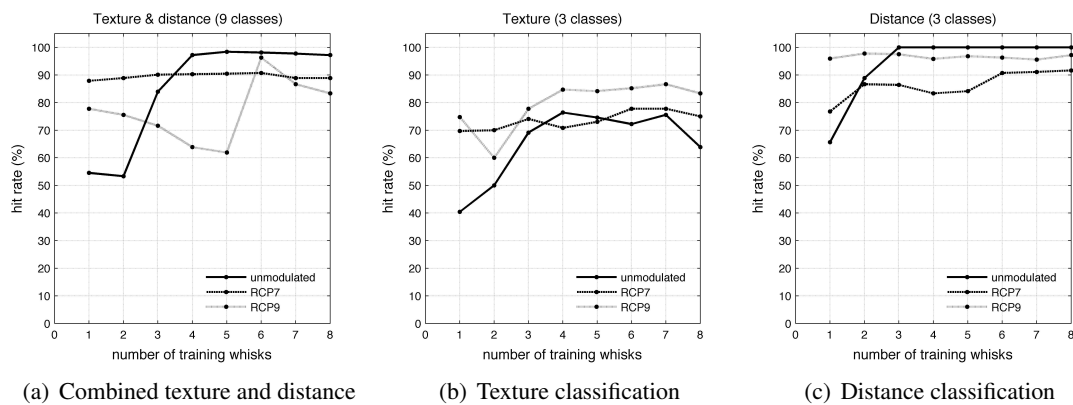 Texture & distance (9 classes)
hit rate (%)
100
90
80
70
60
50
40
30
20
10
0
unmodulated
RCP7
RCP9
0 1 2 3 4 5 6 7 8
number of training whisks
(a) Combined texture and distance
Texture (3 classes)
hit rate (%)
100
90
80
70
60
50
40
30
20
10
0
unmodulated
RCP7
RCP9
0 1 2 3 4 5 6 7 8
number of training whisks
(b) Texture classification
Distance (3 classes)
hit rate (%)
100
90
80
70
60
50
40
30
20
10
0
unmodulated
RCP7
RCP9
0 1 2 3 4 5 6 7 8
number of training whisks
(c) Distance classification